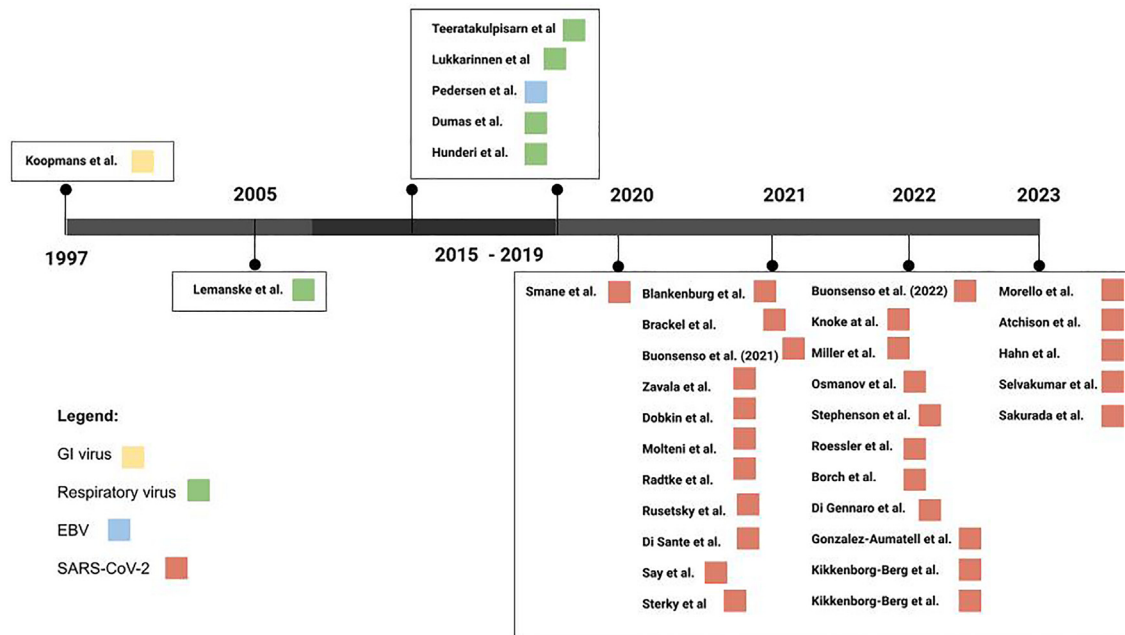 Teeratakulpisarn et al
Lukkarinnen et al
Pedersen et al.
Dumas et al.
Hunderi et al.
Koopmans et al.
2005
2020
2021
2022
2023
1997
2015 - 2019
Lemanske et al.
Smane et al.
Blankenburg et al.
Brackel et al.
Buonsenso et al. (2021)
Zavala et al.
Dobkin et al.
Molteni et al.
Radtke et al.
Rusetsky et al.
Di Sante et al.
Say et al.
Sterky et al
Buonsenso et al. (2022)
Knoke at al.
Miller et al.
Osmanov et al.
Stephenson et al.
Roessler et al.
Borch et al.
Di Gennaro et al.
Gonzalez-Aumatell et al.
Kikkenborg-Berg et al.
Kikkenborg-Berg et al.
Morello et al.
Atchison et al.
Hahn et al.
Selvakumar et al.
Sakurada et al.
Legend:
GI virus
Respiratory virus
EBV
SARS-CoV-2